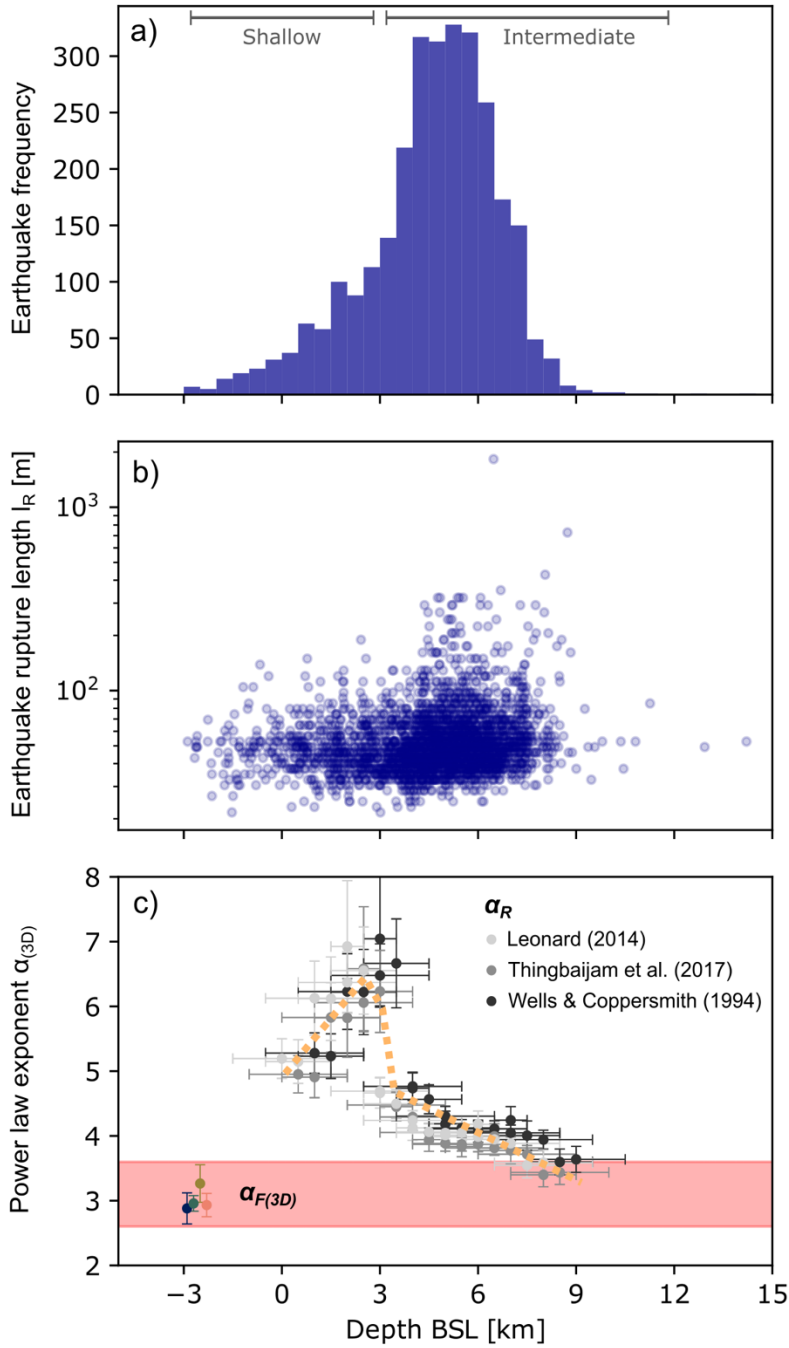 a)
Shallow
Intermediate
Earthquake frequency
300
250
200
150
100
50
0
b)
Earthquake rupture length l_R [m]
10³
10²
c)
Power law exponent α_(3D)
8
7
6
5
4
3
2
α_R
Leonard (2014)
Thingbaijam et al. (2017)
Wells & Coppersmith (1994)
α_F(3D)
−3 0 3 6 9 12 15
Depth BSL [km]